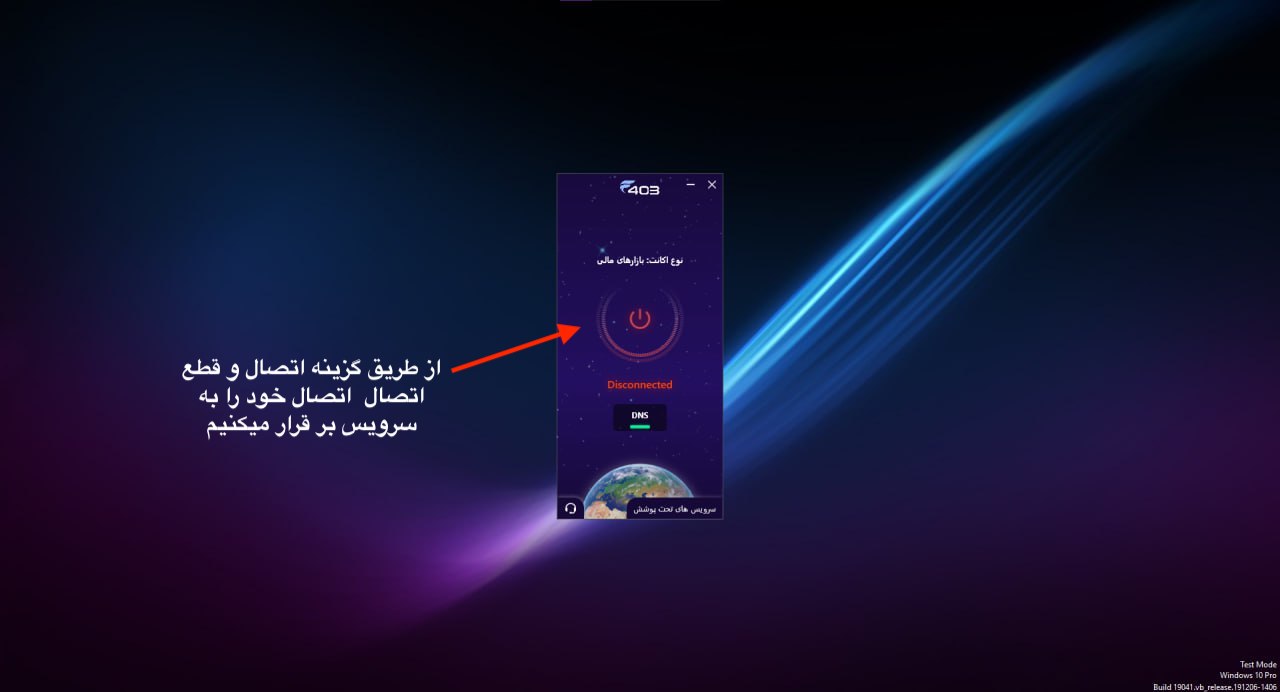 403
نوع اکانت: بازارهای مالی
از طریق گزینه اتصال و قطع
اتصال اتصال خود را به
سرویس بر قرار میکنیم
Disconnected
DNS
سرویس های تحت پوشش
Test Mode
Windows 10 Pro
Build 19041.vb_release.191206-1406